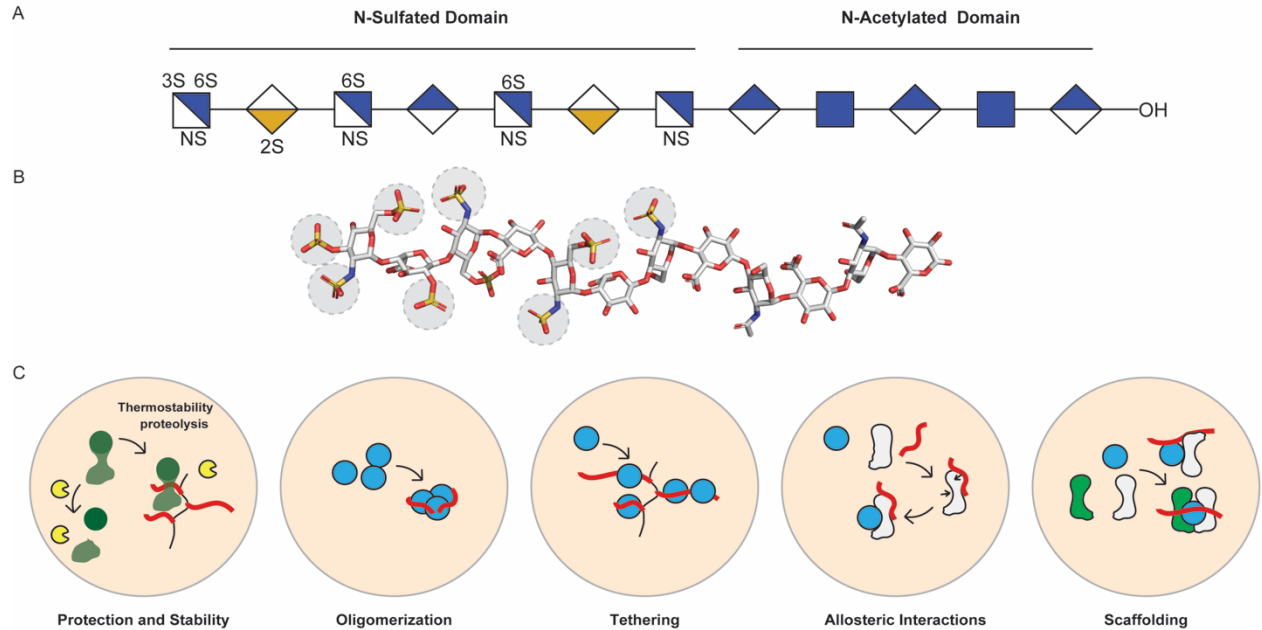 A
N-Sulfated Domain
N-Acetylated Domain
3S 6S
6S
6S
NS
2S
NS
NS
NS
OH
B
C
Thermostability
proteolysis
Protection and Stability
Oligomerization
Tethering
Allosteric Interactions
Scaffolding